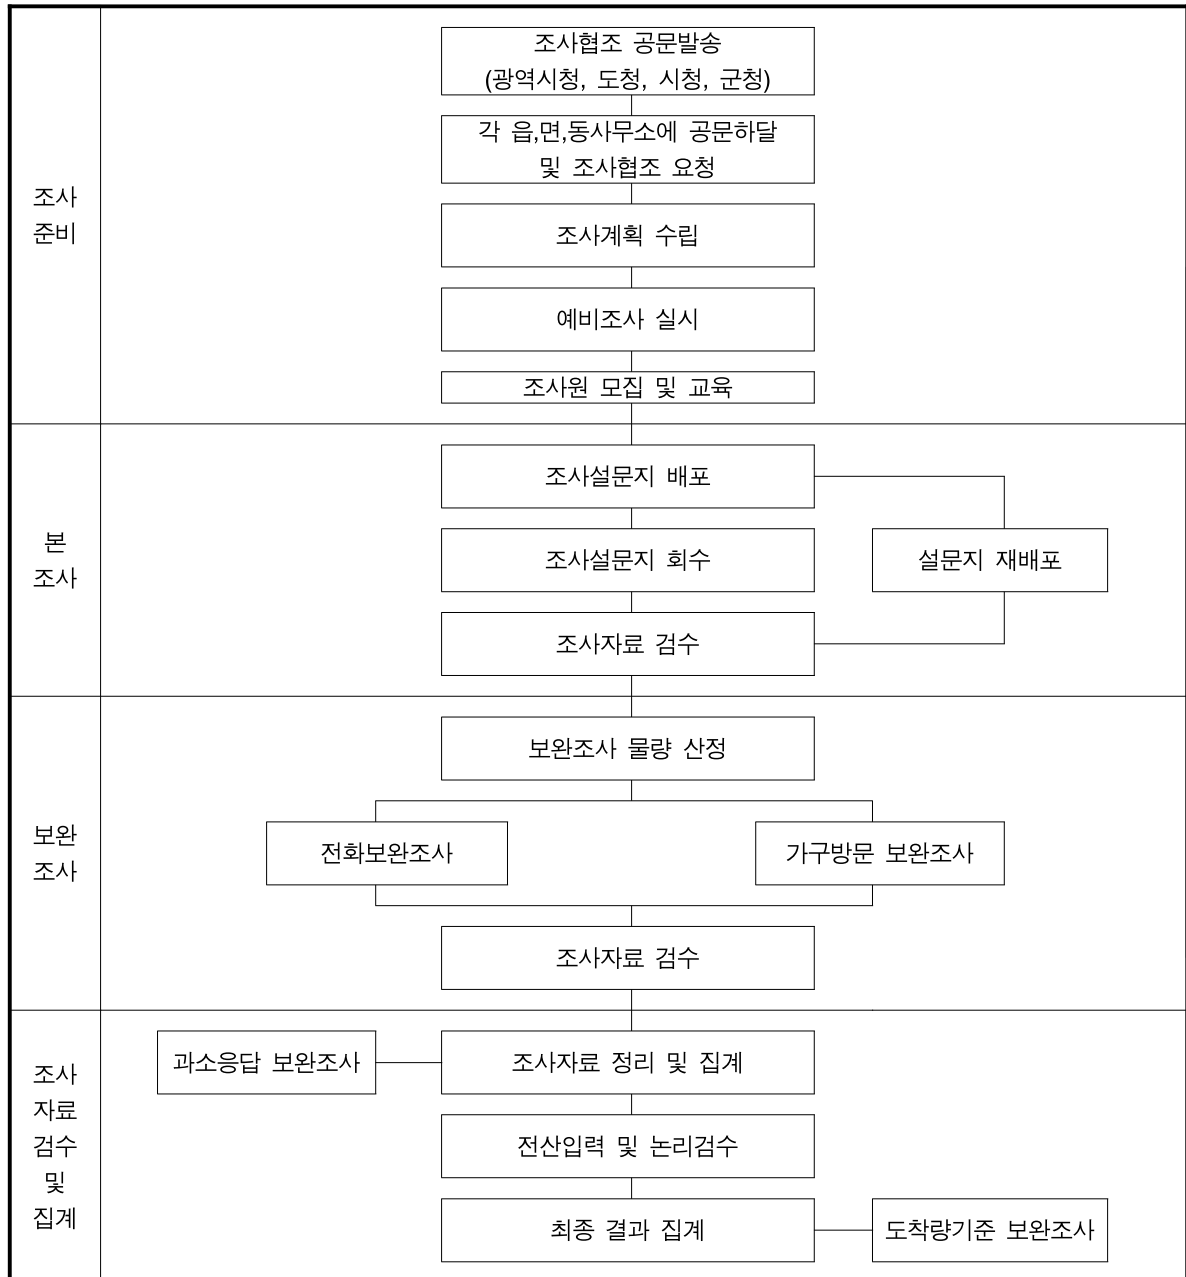 조사
준비
조사협조 공문발송
(광역시청, 도청, 시청, 군청)
각 읍,면,동사무소에 공문하달
및 조사협조 요청
조사계획 수립
예비조사 실시
조사원 모집 및 교육
본
조사
조사설문지 배포
조사설문지 회수
설문지 재배포
조사자료 검수
보완
조사
보완조사 물량 산정
전화보완조사
가구방문 보완조사
조사자료 검수
조사
자료
검수
및
집계
과소응답 보완조사
조사자료 정리 및 집계
전산입력 및 논리검수
최종 결과 집계
도착량기준 보완조사